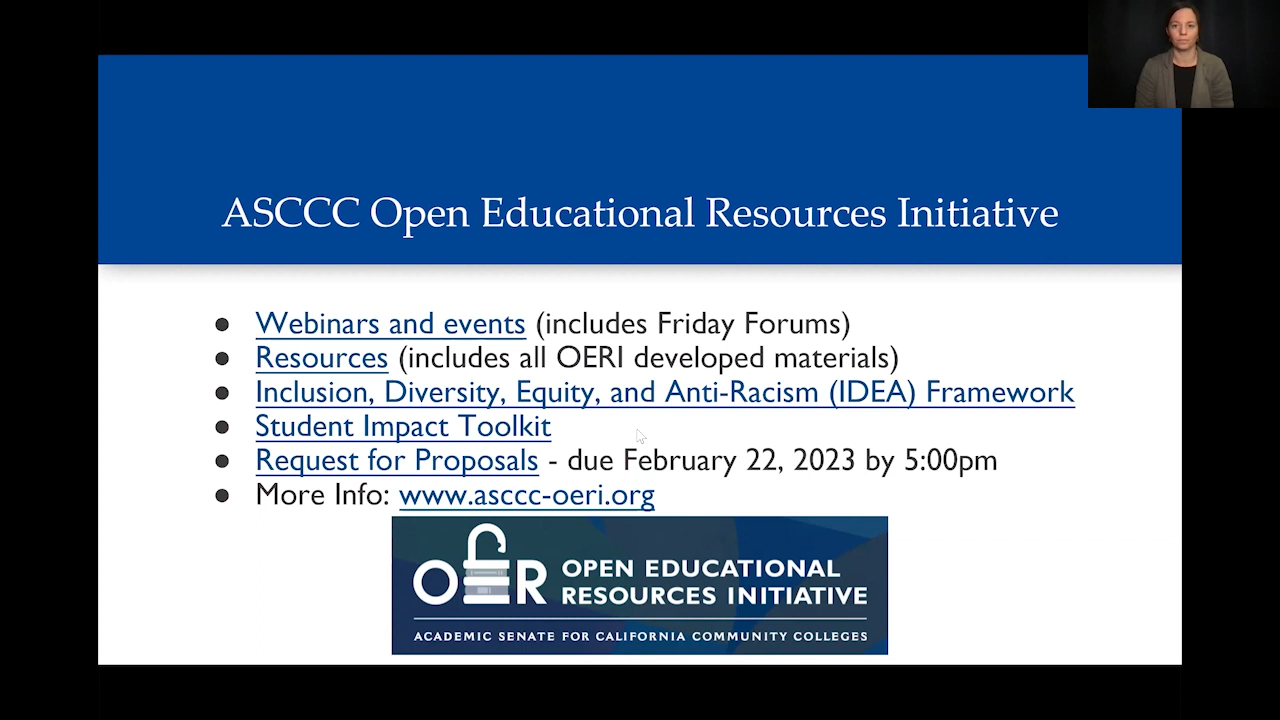 ASCCC Open Educational Resources Initiative
● Webinars and events (includes Friday Forums)
● Resources (includes all OERI developed materials)
● Inclusion, Diversity, Equity, and Anti-Racism (IDEA) Framework
● Student Impact Toolkit
● Request for Proposals - due February 22, 2023 by 5:00pm
● More Info: www.asccc-oeri.org
OER
OPEN EDUCATIONAL
RESOURCES INITIATIVE
ACADEMIC SENATE FOR CALIFORNIA COMMUNITY COLLEGES